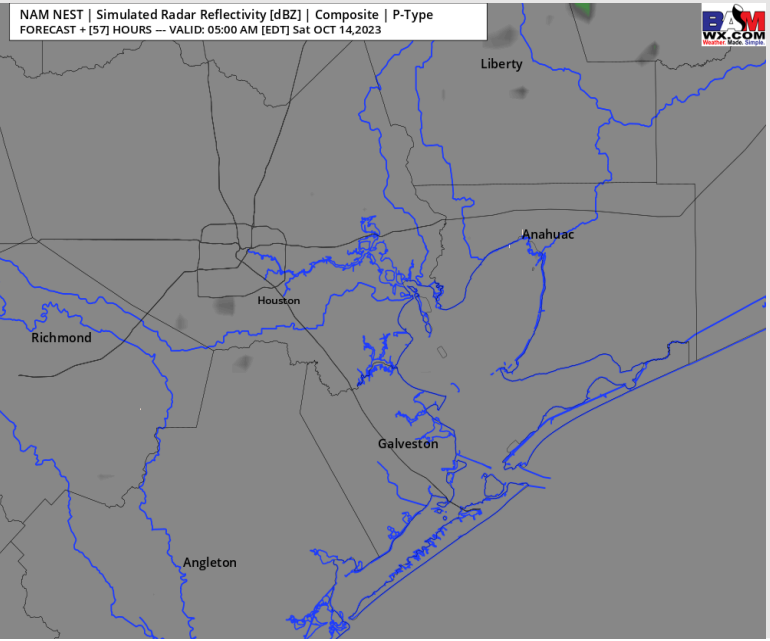 NAM NEST | Simulated Radar Reflectivity [dBZ] | Composite | P-Type
FORECAST + [57] HOURS --- VALID: 05:00 AM [EDT] Sat OCT 14,2023
BAM
WX.COM
Weather. Made. Simple.
Liberty
Anahuac
Houston
Richmond
Galveston
Angleton